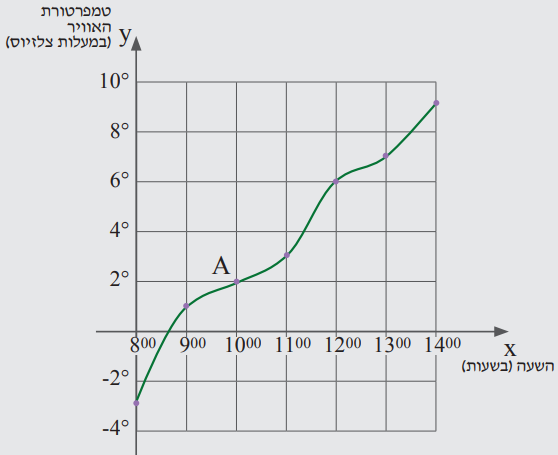 טמפרטורת
האוויר
(במעלות צלזיוס)
y
10°
8°
6°
4°
A
2°
8⁰⁰ 9⁰⁰ 10⁰⁰ 11⁰⁰ 12⁰⁰ 13⁰⁰ 14⁰⁰
x
השעה (בשעות)
-2°
-4°